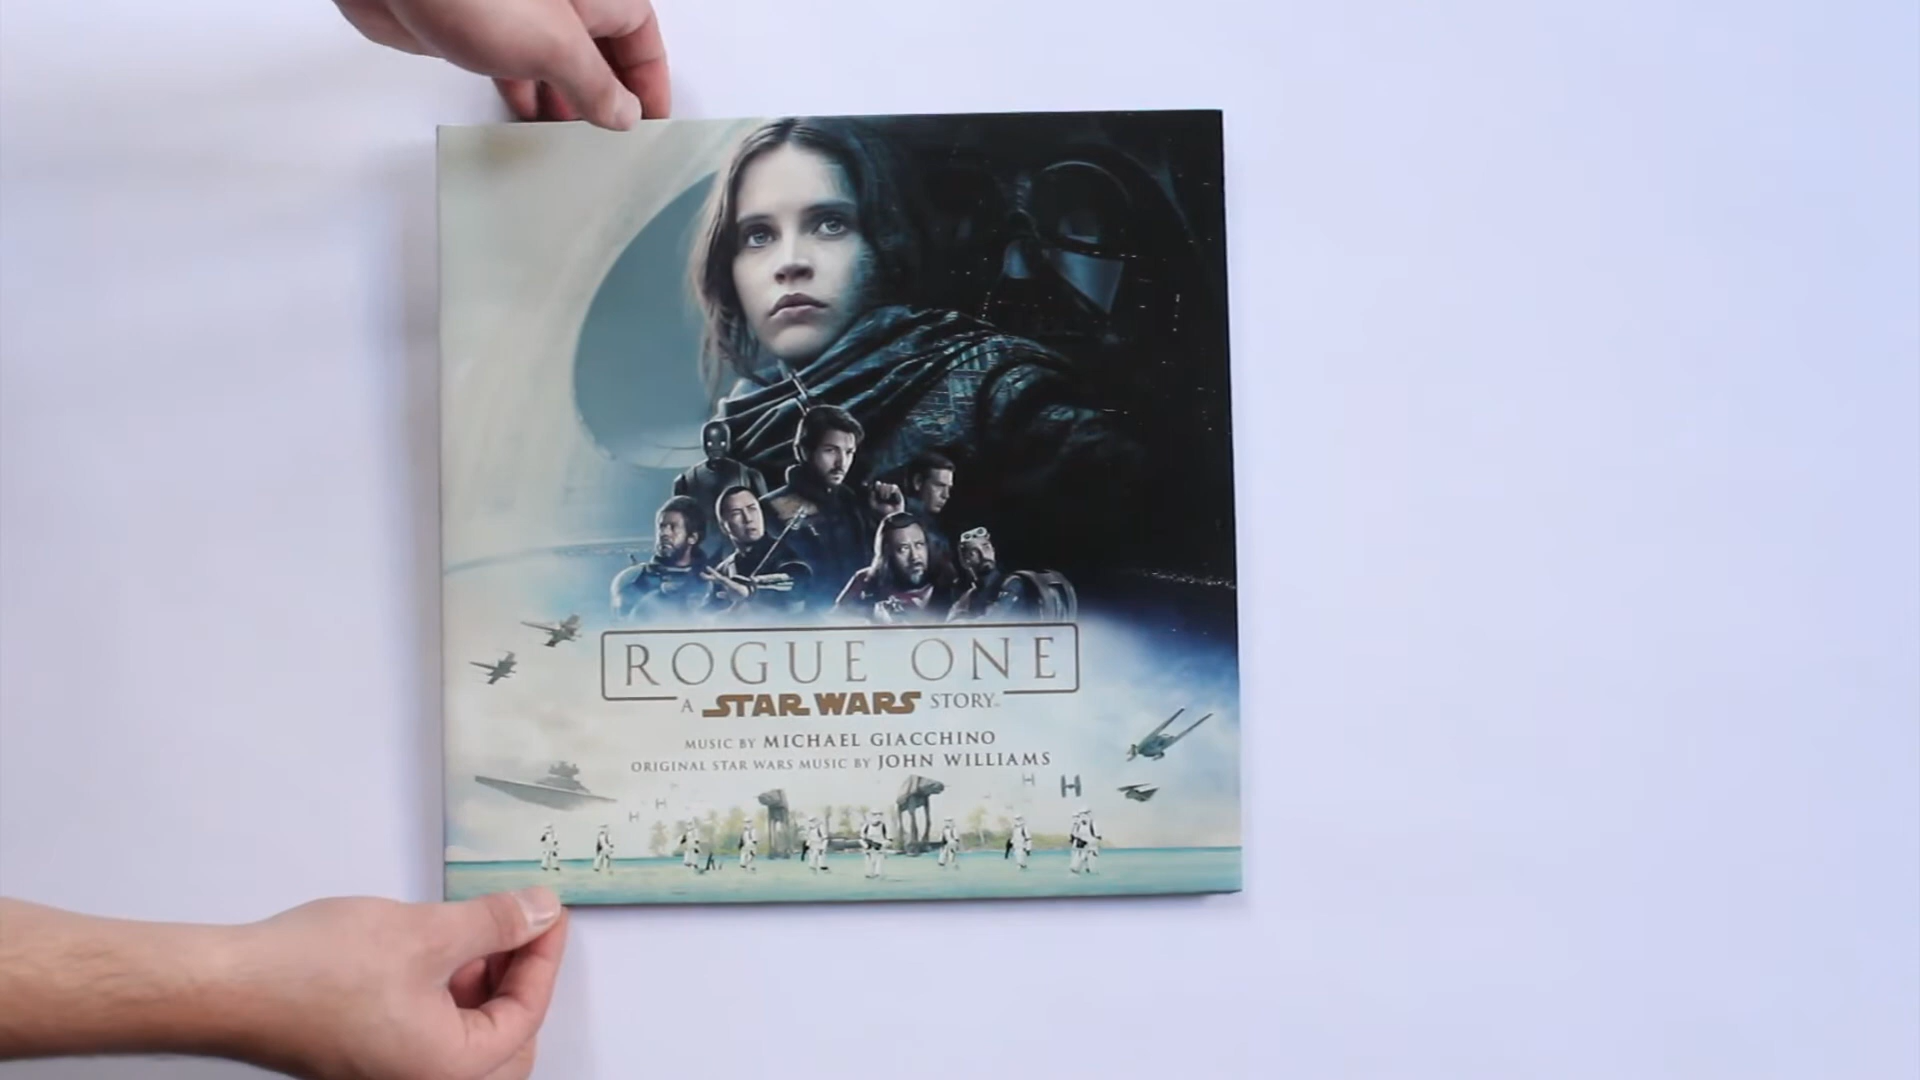 ROGUE ONE
A STAR WARS STORY
MUSIC BY MICHAEL GIACCHINO
ORIGINAL STAR WARS MUSIC BY JOHN WILLIAMS